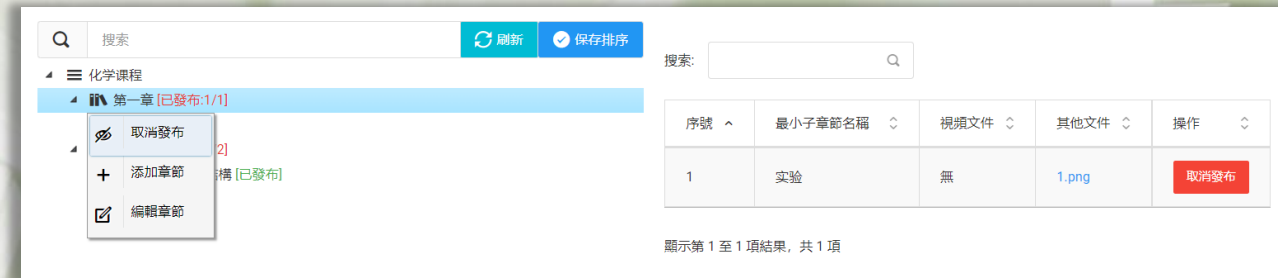 搜索
刷新
保存排序
化学课程
第一章 [已發布:1/1]
取消發布
2]
添加章節
構 [已發布]
編輯章節
搜索:
序號 最小子章節名稱 視頻文件 其他文件 操作
1 实验 無 1.png 取消發布
顯示第 1 至 1 項結果，共 1 項